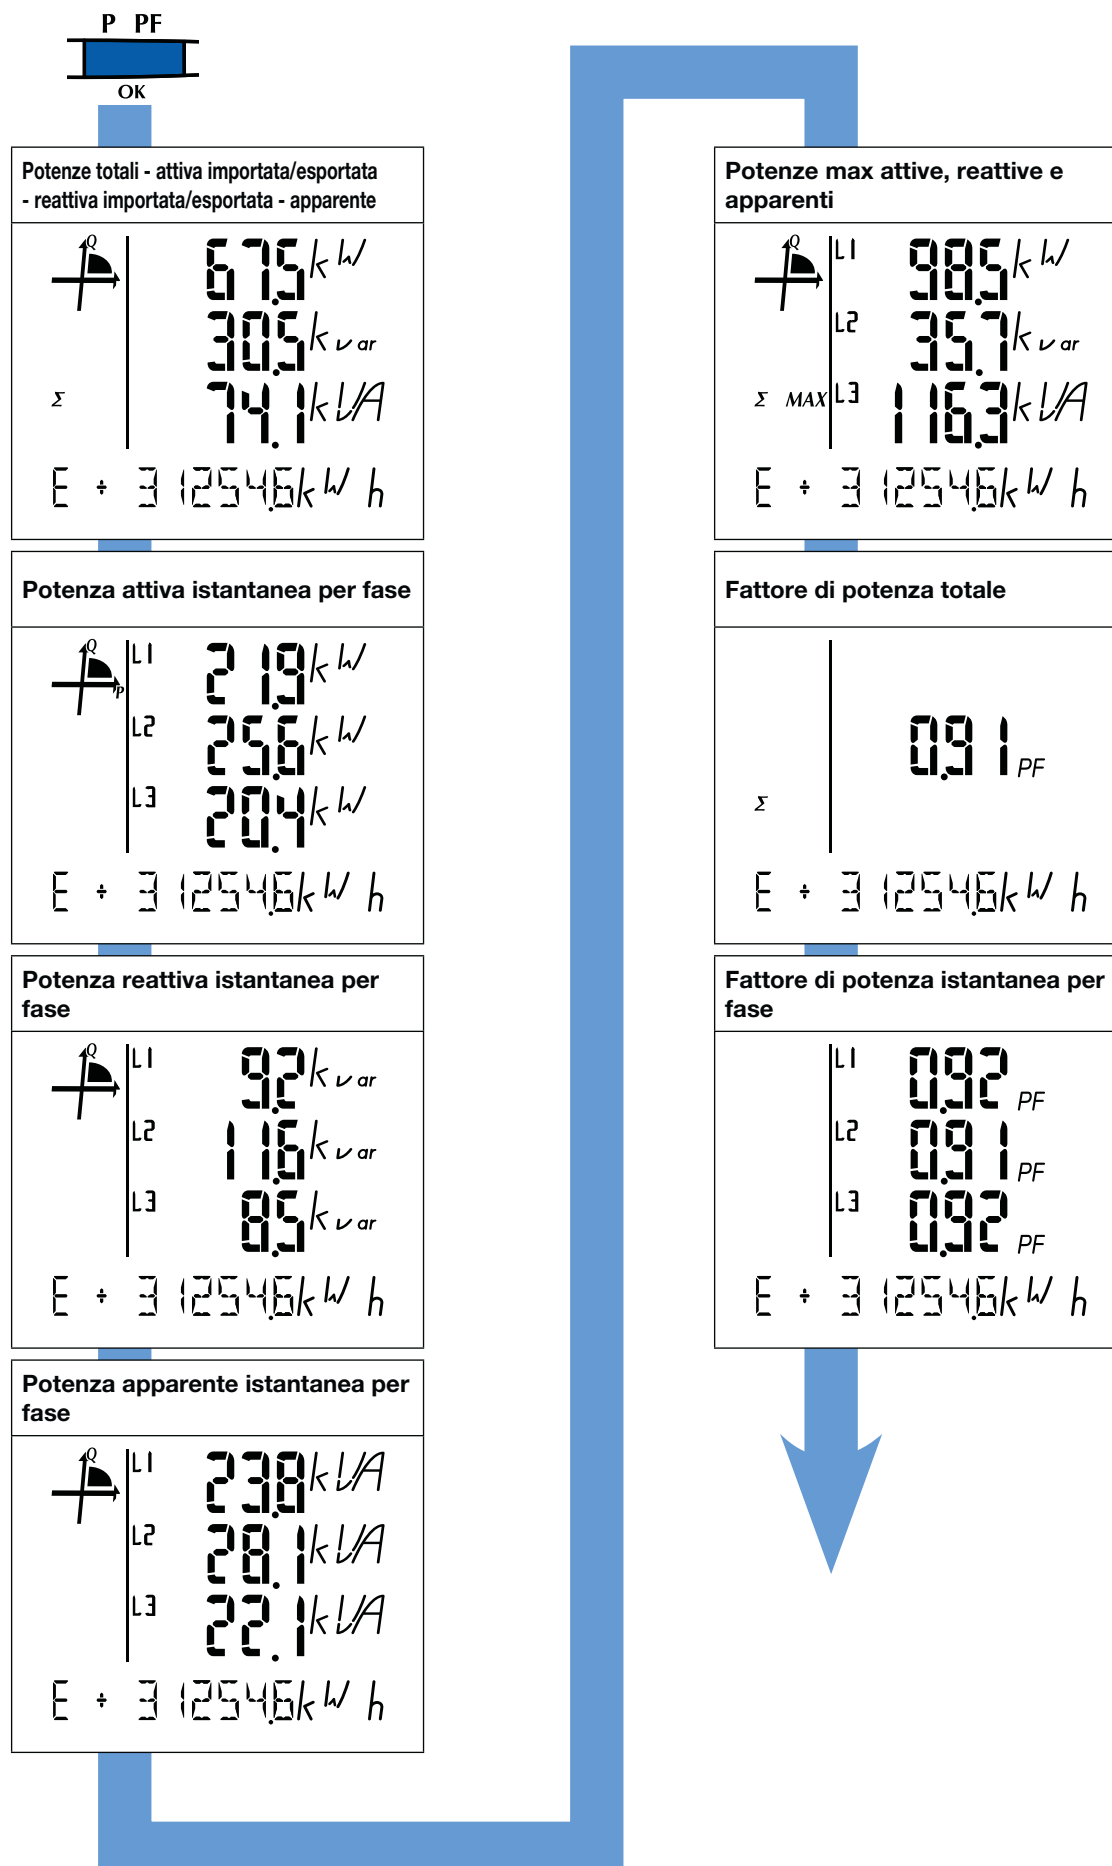 P PF
OK
Potenze totali - attiva importata/esportata
- reattiva importata/esportata - apparente
Q
67.5 kW
30.5 kvar
Σ 74.1 kVA
E + 31254.6 kWh
Potenza attiva istantanea per fase
Q
P
L1 21.9 kW
L2 25.6 kW
L3 20.4 kW
E + 31254.6 kWh
Potenza reattiva istantanea per
fase
Q
L1 9.2 kvar
L2 11.6 kvar
L3 8.5 kvar
E + 31254.6 kWh
Potenza apparente istantanea per
fase
Q
L1 23.8 kVA
L2 28.1 kVA
L3 22.1 kVA
E + 31254.6 kWh
Potenze max attive, reattive e
apparenti
Q
L1 98.5 kW
L2 35.7 kvar
Σ MAX L3 116.3 kVA
E + 31254.6 kWh
Fattore di potenza totale
0.91 PF
Σ
E + 31254.6 kWh
Fattore di potenza istantanea per
fase
L1 0.92 PF
L2 0.91 PF
L3 0.92 PF
E + 31254.6 kWh